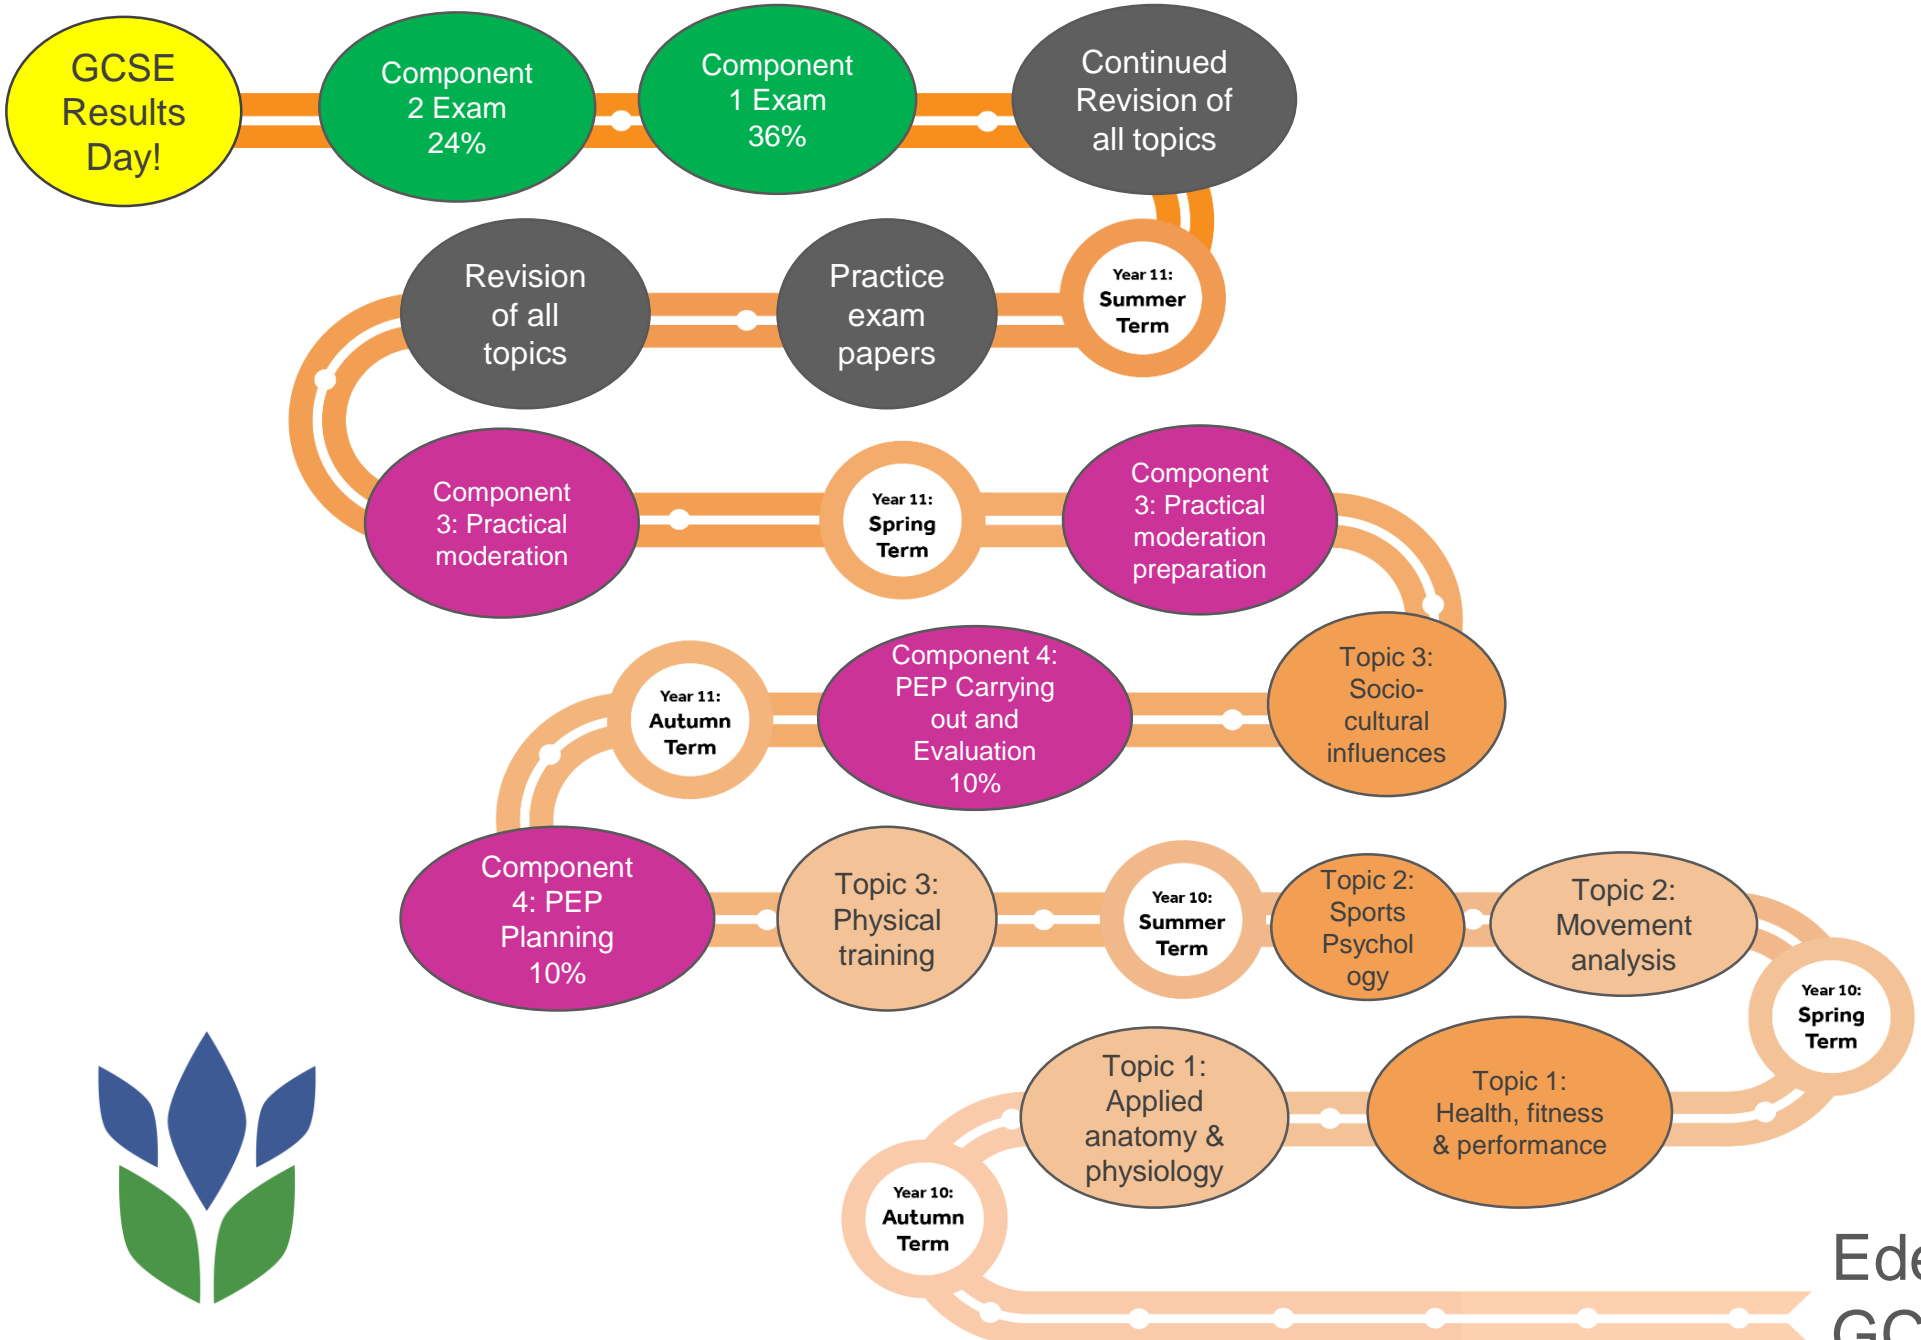 GCSE
Results
Day!
Component
2 Exam
24%
Component
1 Exam
36%
Continued
Revision of
all topics
Revision
of all
topics
Practice
exam
papers
Year 11:
Summer
Term
Component
3: Practical
moderation
Year 11:
Spring
Term
Component
3: Practical
moderation
preparation
Year 11:
Autumn
Term
Component 4:
PEP Carrying
out and
Evaluation
10%
Topic 3:
Socio-
cultural
influences
Component
4: PEP
Planning
10%
Topic 3:
Physical
training
Year 10:
Summer
Term
Topic 2:
Sports
Psychol
ogy
Topic 2:
Movement
analysis
Year 10:
Spring
Term
Topic 1:
Applied
anatomy &
physiology
Topic 1:
Health, fitness
& performance
Year 10:
Autumn
Term